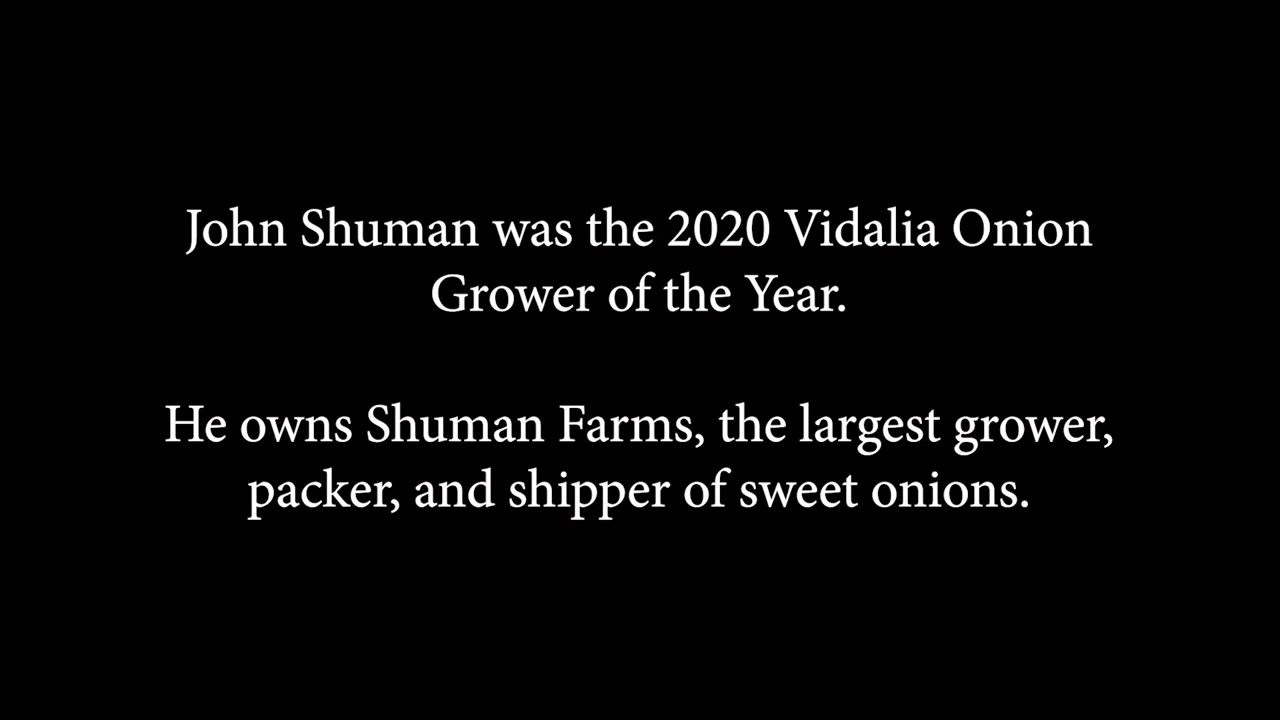 John Shuman was the 2020 Vidalia Onion
Grower of the Year.
He owns Shuman Farms, the largest grower,
packer, and shipper of sweet onions.